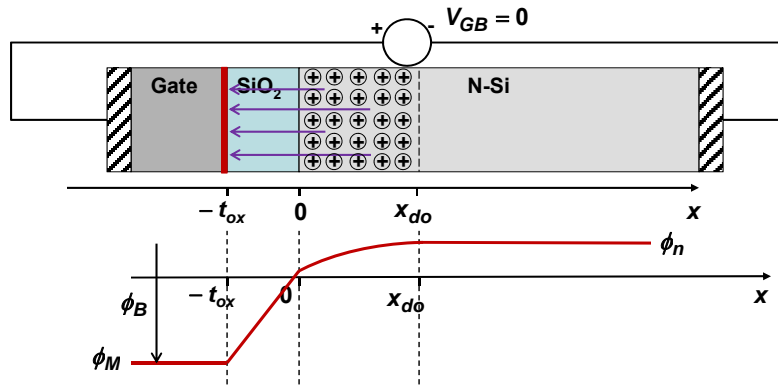 + - V_GB = 0
Gate SiO₂ N-Si
+ + + + +
+ + + + +
+ + + + +
+ + + + +
+ + + + +
− t_ox 0 x_do x
ϕ_n
− t_ox 0 x_do x
ϕ_B
ϕ_M